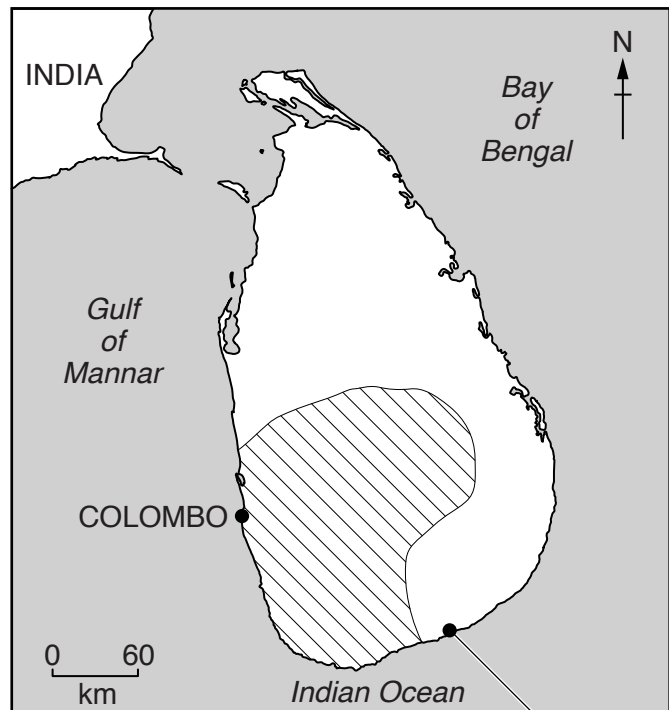 INDIA
N
Bay
of
Bengal
Gulf
of
Mannar
COLOMBO
0 60
km
Indian Ocean